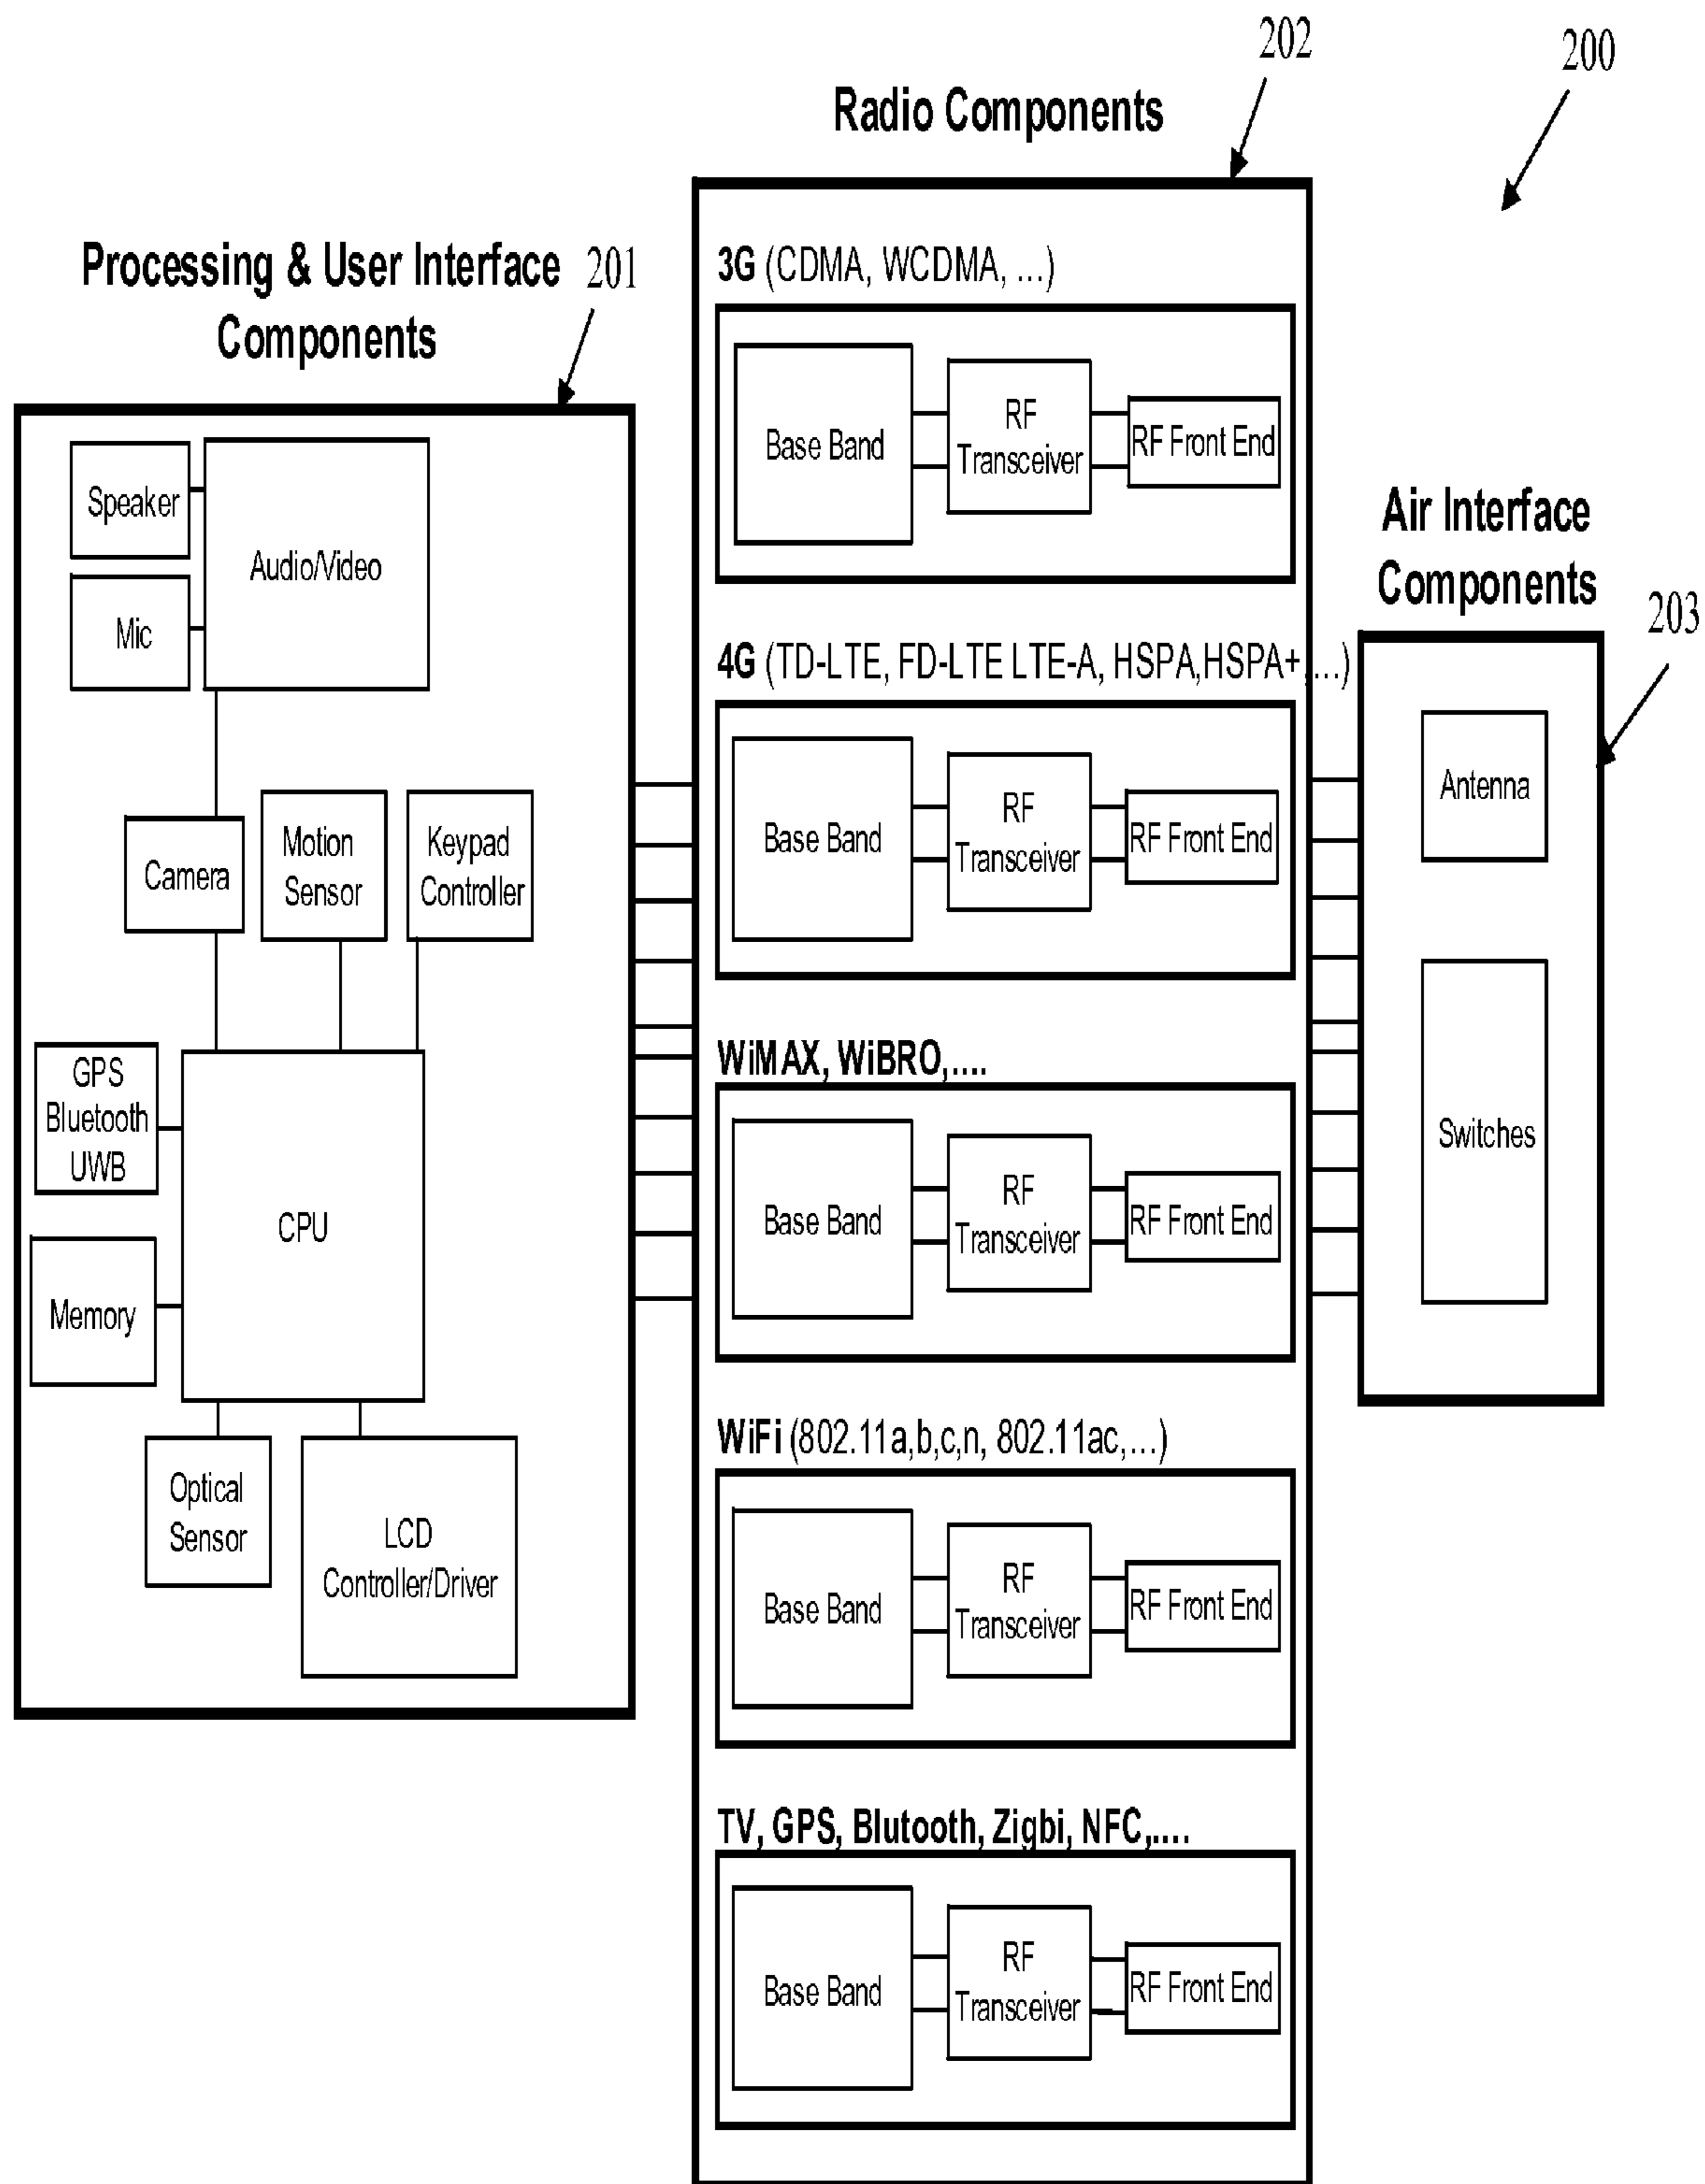 202
200
Radio Components
Processing & User Interface
Components
201
3G (CDMA, WCDMA, ...)
Base Band
RF
Transceiver
RF Front End
Speaker
Audio/Video
Mic
Air Interface
Components
203
4G (TD-LTE, FD-LTE LTE-A, HSPA,HSPA+,...)
Base Band
RF
Transceiver
RF Front End
Antenna
Camera
Motion
Sensor
Keypad
Controller
WiMAX, WiBRO,....
Base Band
RF
Transceiver
RF Front End
Switches
GPS
Bluetooth
UWB
CPU
Memory
WiFi (802.11a,b,c,n, 802.11ac,...)
Base Band
RF
Transceiver
RF Front End
Optical
Sensor
LCD
Controller/Driver
TV, GPS, Blutooth, Zigbi, NFC,....
Base Band
RF
Transceiver
RF Front End